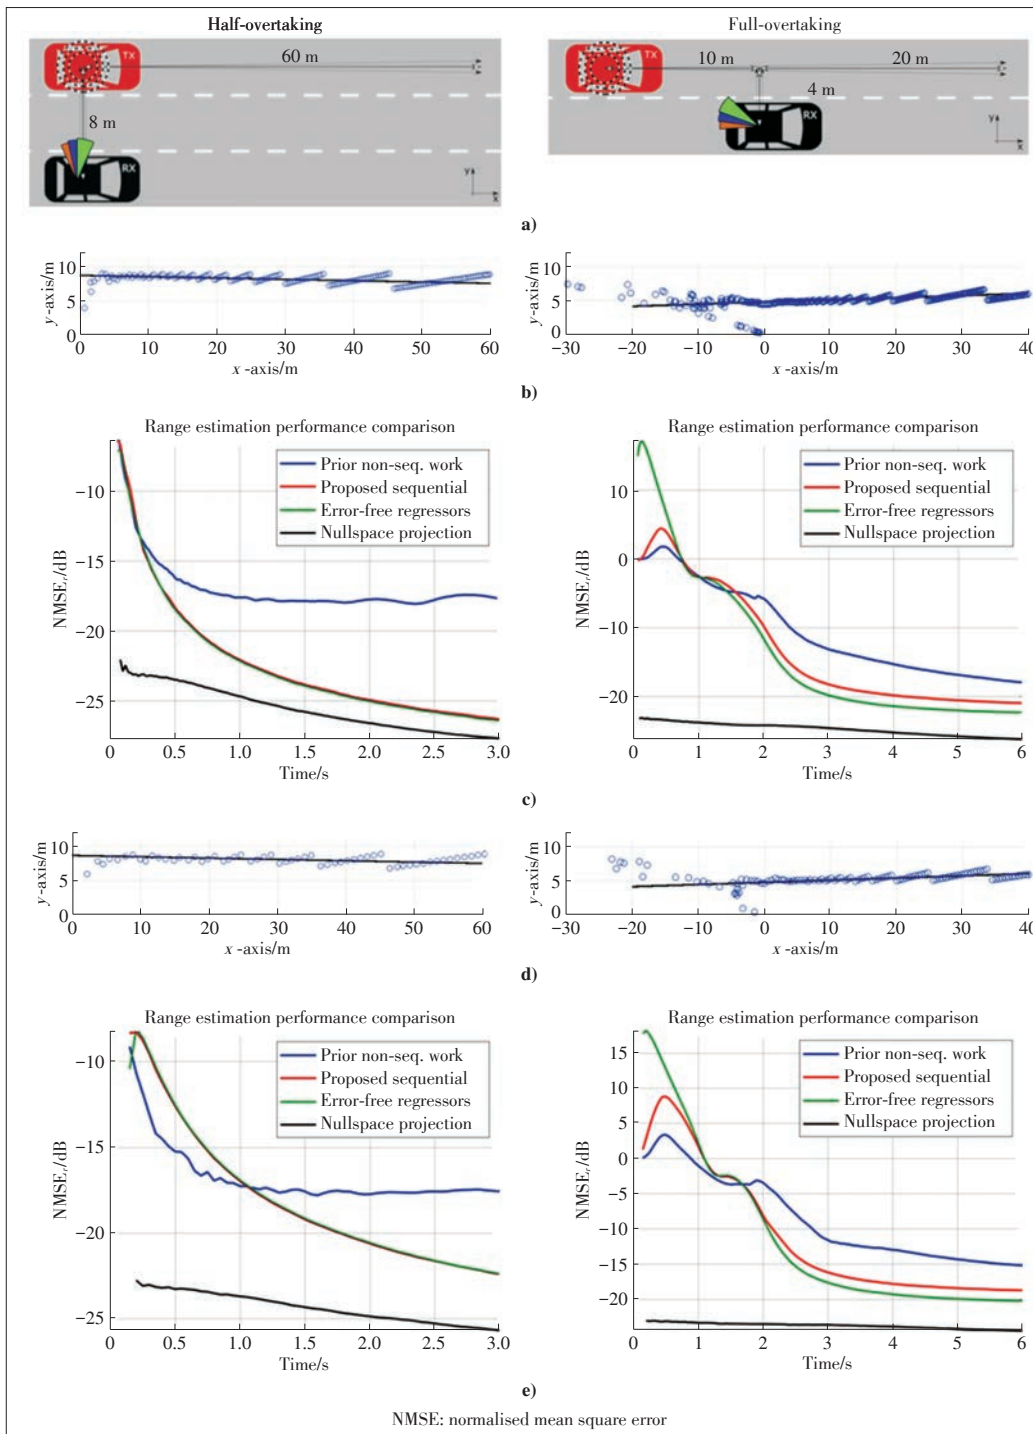 Half-overtaking
Full-overtaking
TX
60 m
8 m
RX
y
x
TX
10 m
20 m
4 m
RX
y
x
a)
y-axis/m
10
5
0
0 10 20 30 40 50 60
x -axis/m
y-axis/m
10
5
0
−30 −20 −10 0 10 20 30 40
x -axis/m
b)
Range estimation performance comparison
Prior non-seq. work
Proposed sequential
Error-free regressors
Nullspace projection
NMSEr/dB
−10
−15
−20
−25
0 0.5 1.0 1.5 2.0 2.5 3.0
Time/s
Range estimation performance comparison
Prior non-seq. work
Proposed sequential
Error-free regressors
Nullspace projection
NMSEr/dB
10
0
−10
−20
0 1 2 3 4 5 6
Time/s
c)
y-axis/m
10
5
0
0 10 20 30 40 50 60
x -axis/m
y-axis/m
10
5
0
−30 −20 −10 0 10 20 30 40
x -axis/m
d)
Range estimation performance comparison
Prior non-seq. work
Proposed sequential
Error-free regressors
Nullspace projection
NMSEr/dB
−10
−15
−20
−25
0 0.5 1.0 1.5 2.0 2.5 3.0
Time/s
Range estimation performance comparison
Prior non-seq. work
Proposed sequential
Error-free regressors
Nullspace projection
NMSEr/dB
15
10
5
0
−5
−10
−15
−20
0 1 2 3 4 5 6
Time/s
e)
NMSE: normalised mean square error